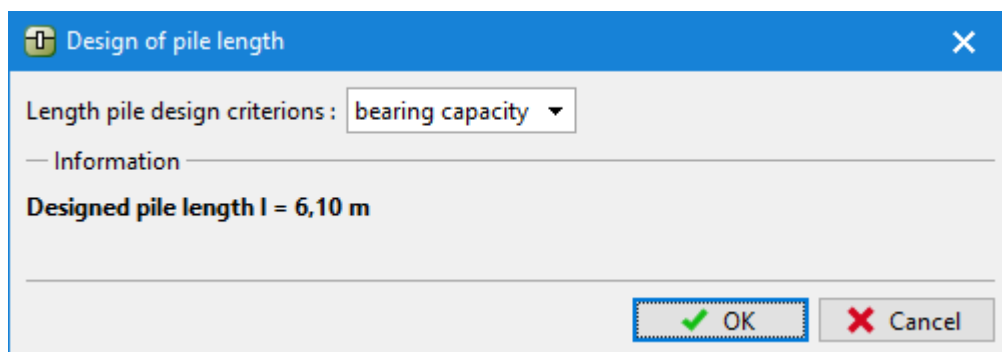 Design of pile length
Length pile design criterions : bearing capacity
Information
Designed pile length l = 6,10 m
OK Cancel